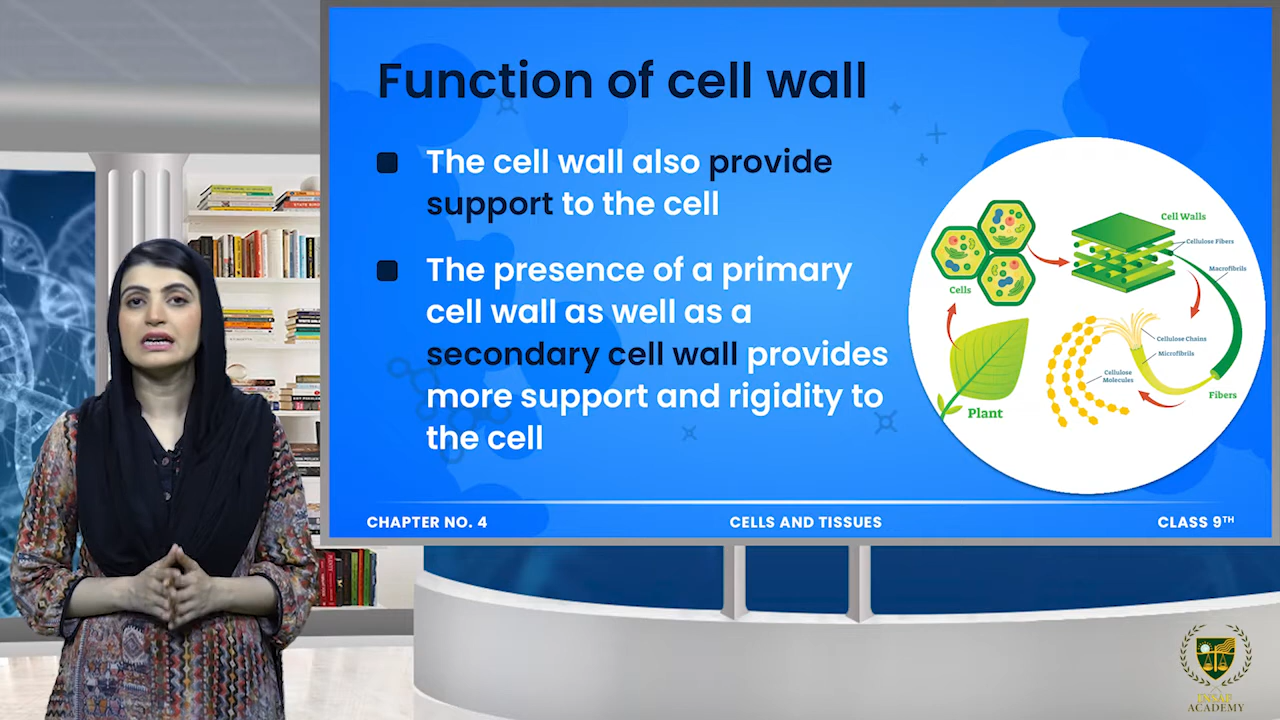 Function of cell wall
The cell wall also provide
support to the cell
The presence of a primary
cell wall as well as a
secondary cell wall provides
more support and rigidity to
the cell
Cell Walls
Cellulose Fibers
Macrofibrils
Cells
Cellulose Chains
Microfibrils
Cellulose
Molecules
Fibers
Plant
CHAPTER NO. 4
CELLS AND TISSUES
CLASS 9TH
ACADEMY